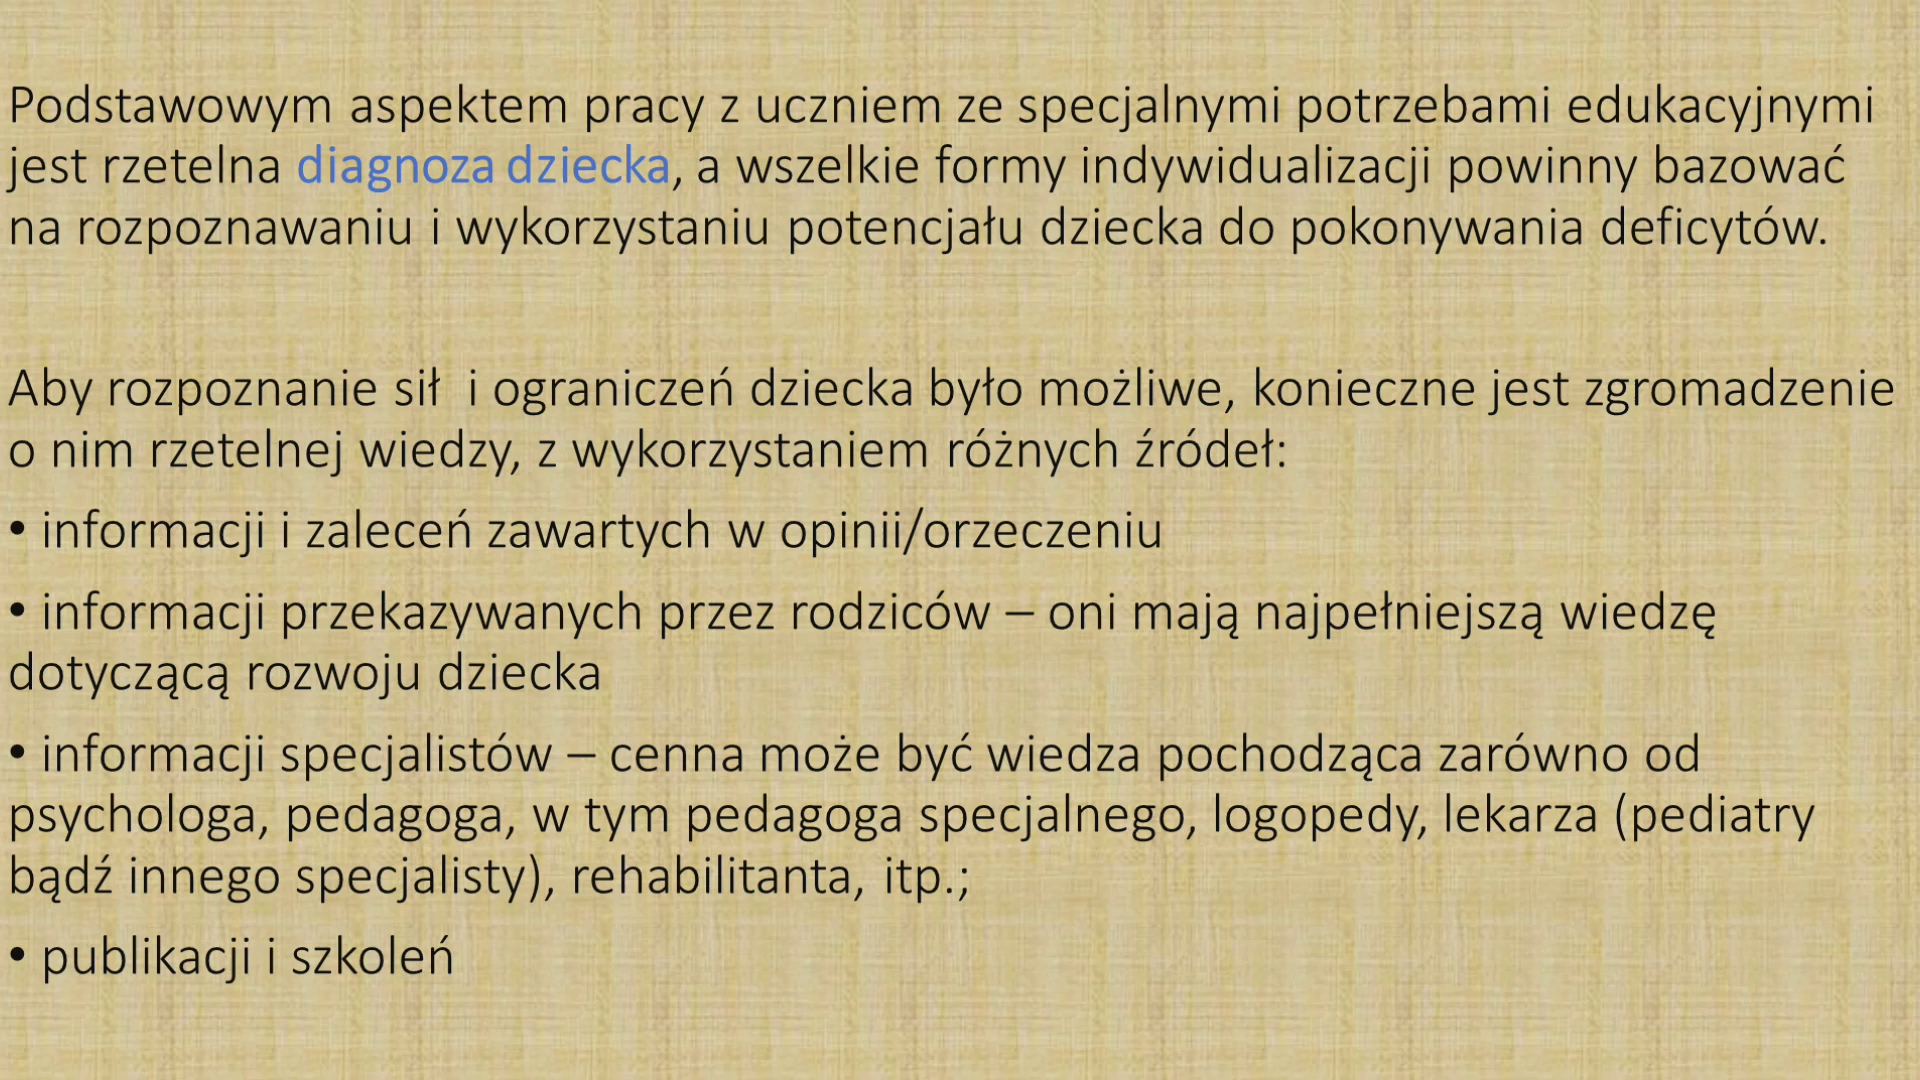 Podstawowym aspektem pracy z uczniem ze specjalnymi potrzebami edukacyjnymi
jest rzetelna diagnoza dziecka, a wszelkie formy indywidualizacji powinny bazować
na rozpoznawaniu i wykorzystaniu potencjału dziecka do pokonywania deficytów.
Aby rozpoznanie sił  i ograniczeń dziecka było możliwe, konieczne jest zgromadzenie
o nim rzetelnej wiedzy, z wykorzystaniem różnych źródeł:
• informacji i zaleceń zawartych w opinii/orzeczeniu
• informacji przekazywanych przez rodziców – oni mają najpełniejszą wiedzę
dotyczącą rozwoju dziecka
• informacji specjalistów – cenna może być wiedza pochodząca zarówno od
psychologa, pedagoga, w tym pedagoga specjalnego, logopedy, lekarza (pediatry
bądź innego specjalisty), rehabilitanta, itp.;
• publikacji i szkoleń